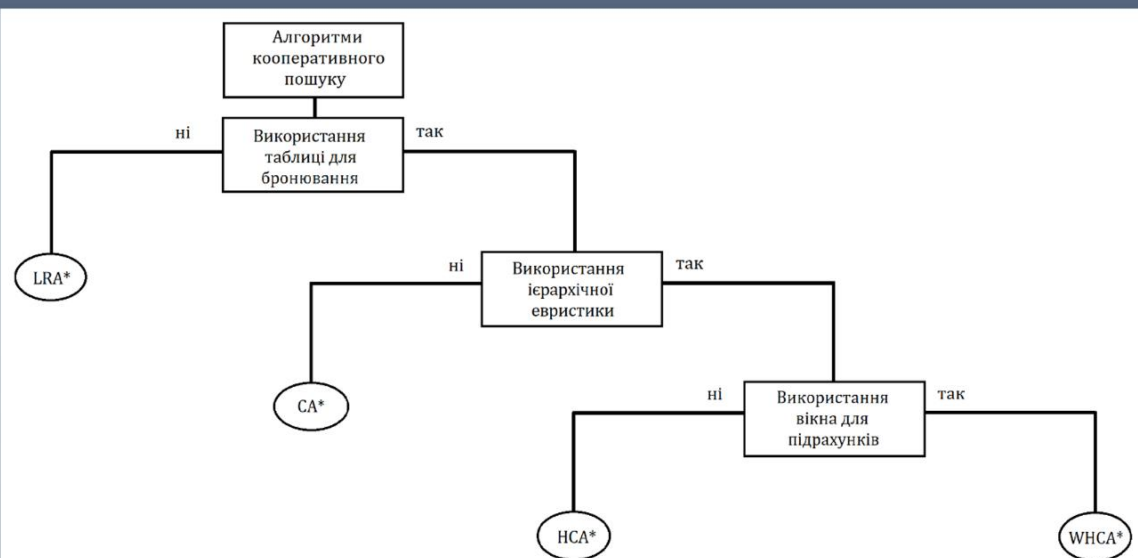 Алгоритми
кооперативного
пошуку
ні
так
Використання
таблиці для
бронювання
LRA*
ні
так
Використання
ієрархічної
евристики
CA*
ні
так
Використання
вікна для
підрахунків
HCA*
WHCA*